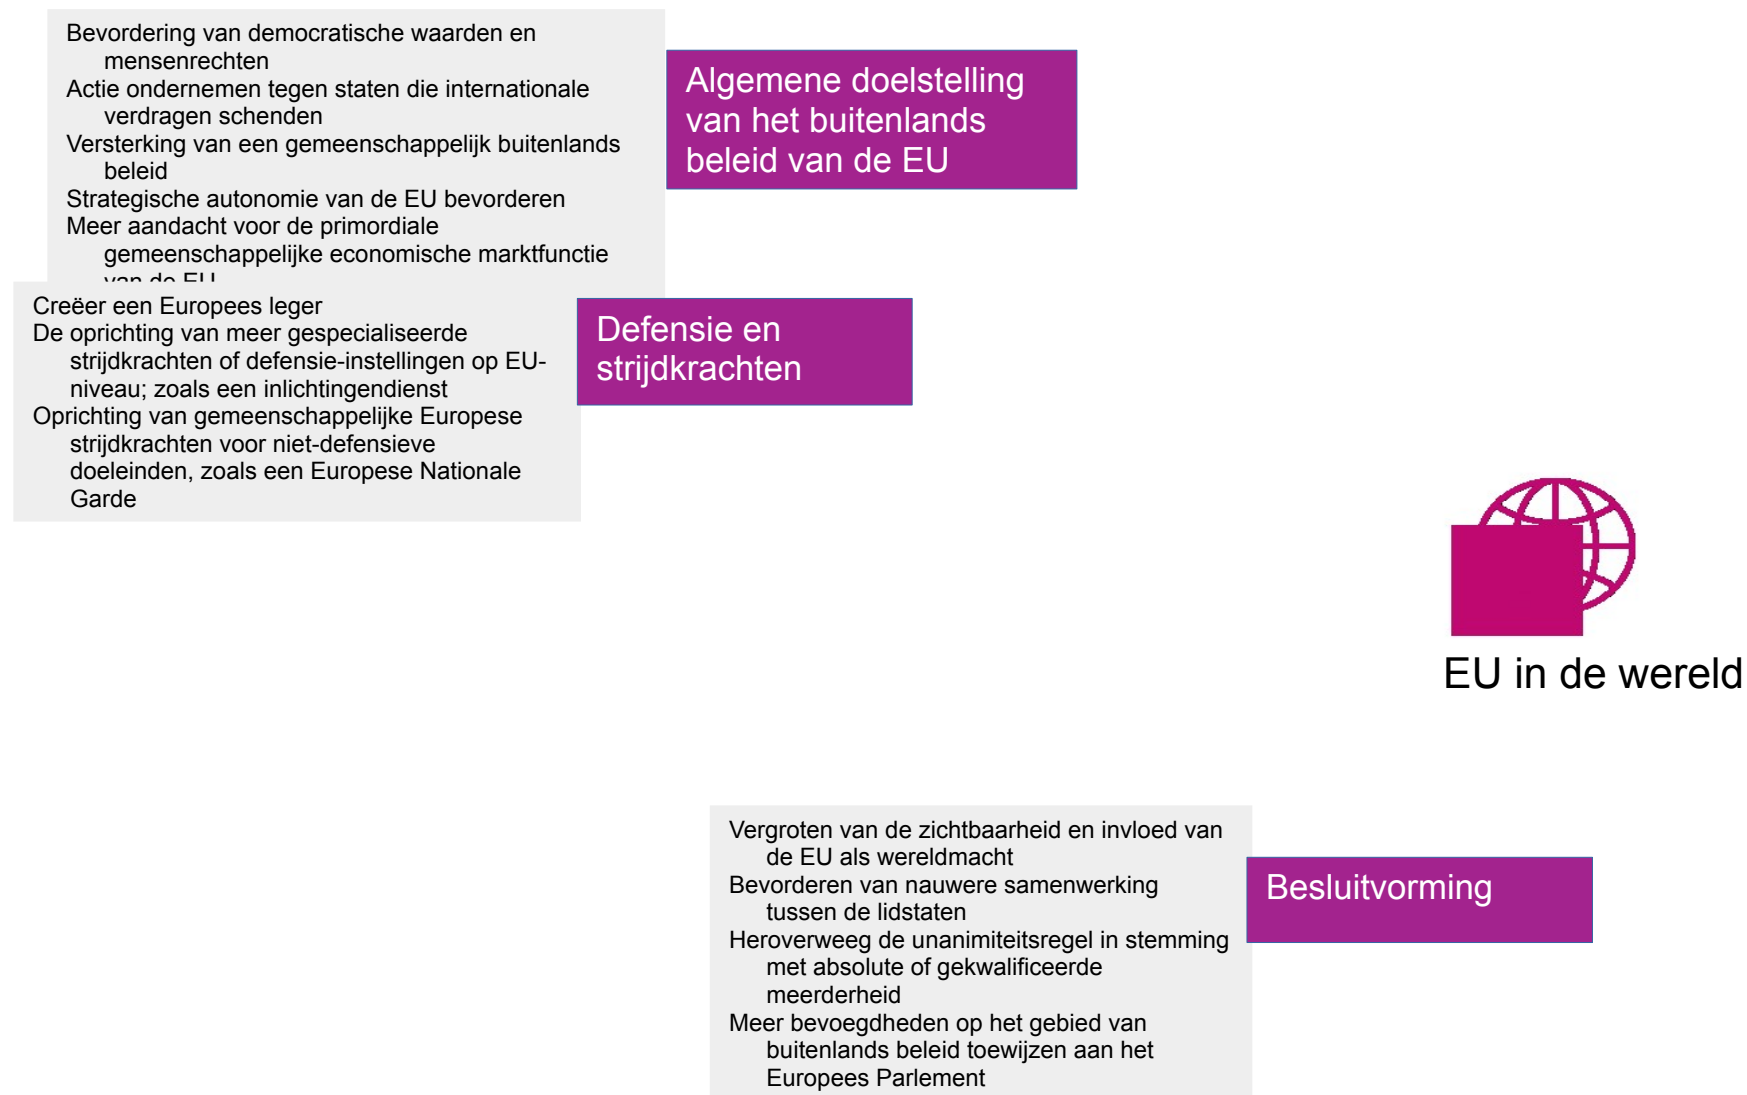 Bevordering van democratische waarden en
mensenrechten
Actie ondernemen tegen staten die internationale
verdragen schenden
Versterking van een gemeenschappelijk buitenlands
beleid
Strategische autonomie van de EU bevorderen
Meer aandacht voor de primordiale
gemeenschappelijke economische marktfunctie
van de EU
Algemene doelstelling
van het buitenlands
beleid van de EU
Creëer een Europees leger
De oprichting van meer gespecialiseerde
strijdkrachten of defensie-instellingen op EU-
niveau; zoals een inlichtingendienst
Oprichting van gemeenschappelijke Europese
strijdkrachten voor niet-defensieve
doeleinden, zoals een Europese Nationale
Garde
Defensie en
strijdkrachten
EU in de wereld
Vergroten van de zichtbaarheid en invloed van
de EU als wereldmacht
Bevorderen van nauwere samenwerking
tussen de lidstaten
Heroverweeg de unanimiteitsregel in stemming
met absolute of gekwalificeerde
meerderheid
Meer bevoegdheden op het gebied van
buitenlands beleid toewijzen aan het
Europees Parlement
Besluitvorming